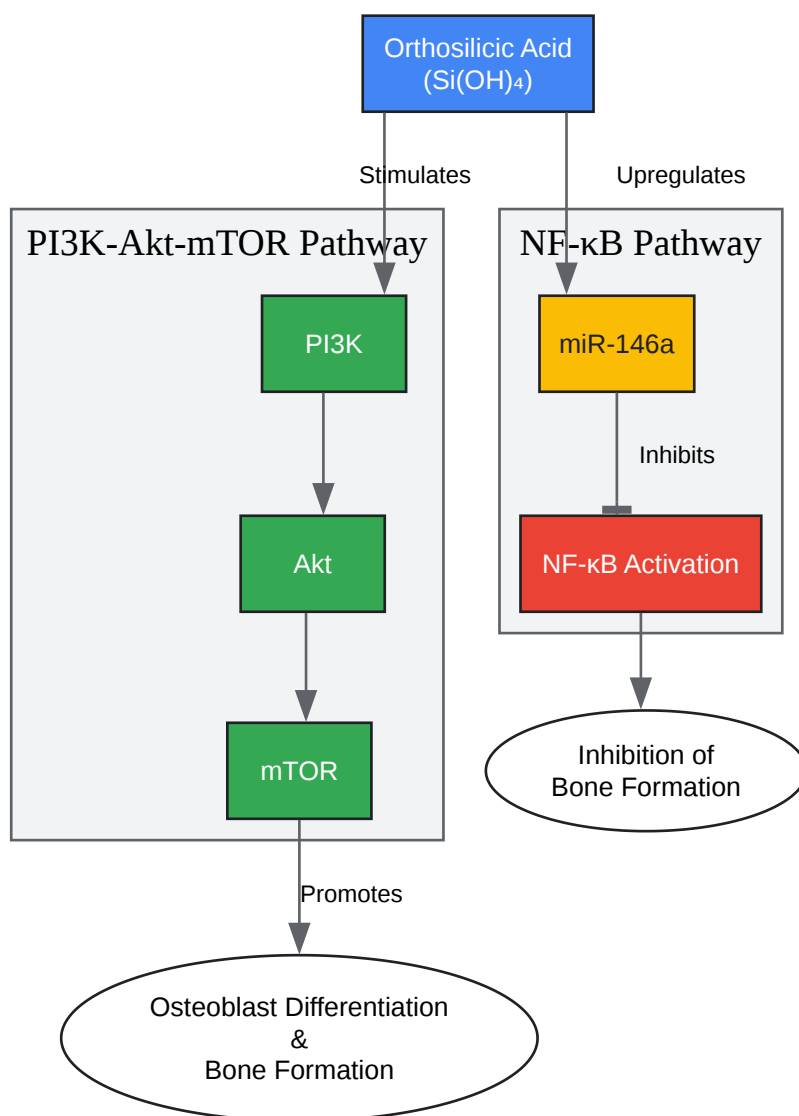 Orthosilicic Acid
(Si(OH)₄)
Stimulates
Upregulates
PI3K-Akt-mTOR Pathway
NF-κB Pathway
PI3K
miR-146a
Inhibits
Akt
NF-κB Activation
mTOR
Inhibition of
Bone Formation
Promotes
Osteoblast Differentiation
&
Bone Formation